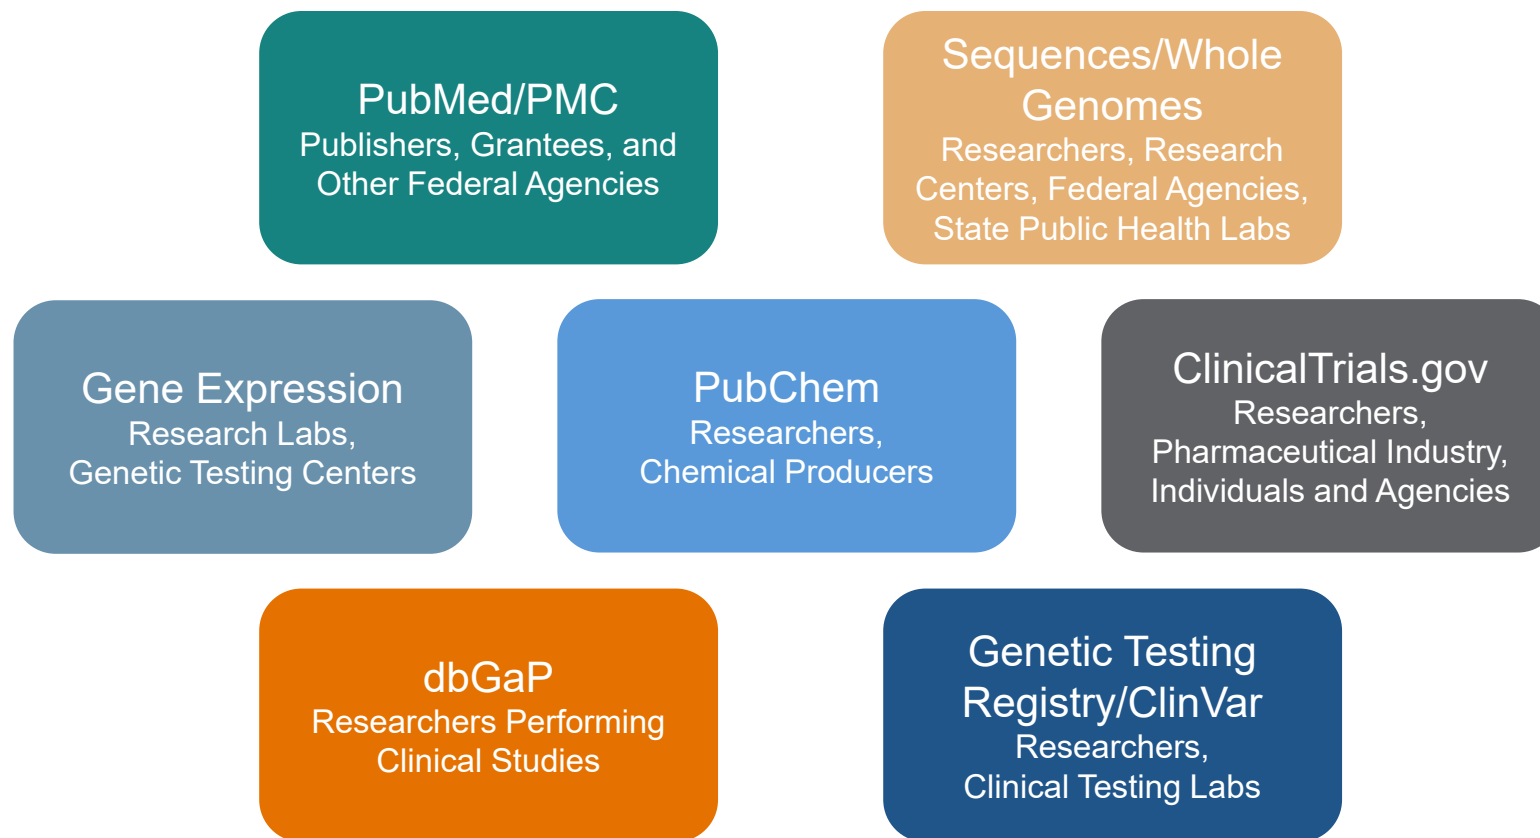 PubMed/PMC
Publishers, Grantees, and
Other Federal Agencies
Sequences/Whole
Genomes
Researchers, Research
Centers, Federal Agencies,
State Public Health Labs
Gene Expression
Research Labs,
Genetic Testing Centers
PubChem
Researchers,
Chemical Producers
ClinicalTrials.gov
Researchers,
Pharmaceutical Industry,
Individuals and Agencies
dbGaP
Researchers Performing
Clinical Studies
Genetic Testing
Registry/ClinVar
Researchers,
Clinical Testing Labs